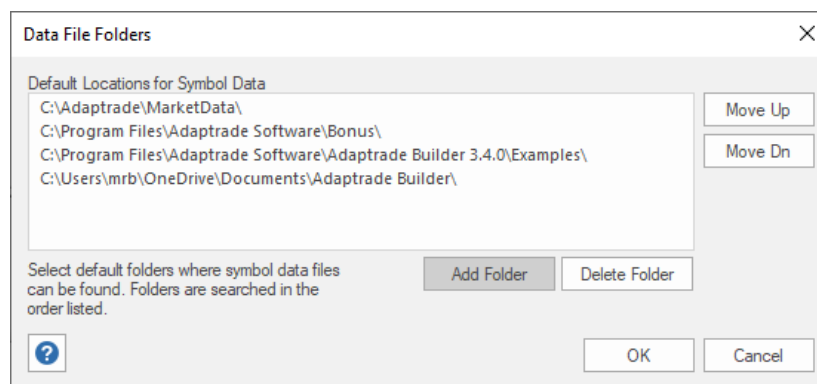 Data File Folders
Default Locations for Symbol Data
C:\Adaptrade\MarketData\
C:\Program Files\Adaptrade Software\Bonus\
C:\Program Files\Adaptrade Software\Adaptrade Builder 3.4.0\Examples\
C:\Users\mrb\OneDrive\Documents\Adaptrade Builder\
Move Up
Move Dn
Select default folders where symbol data files
can be found. Folders are searched in the
order listed.
Add Folder
Delete Folder
?
OK
Cancel